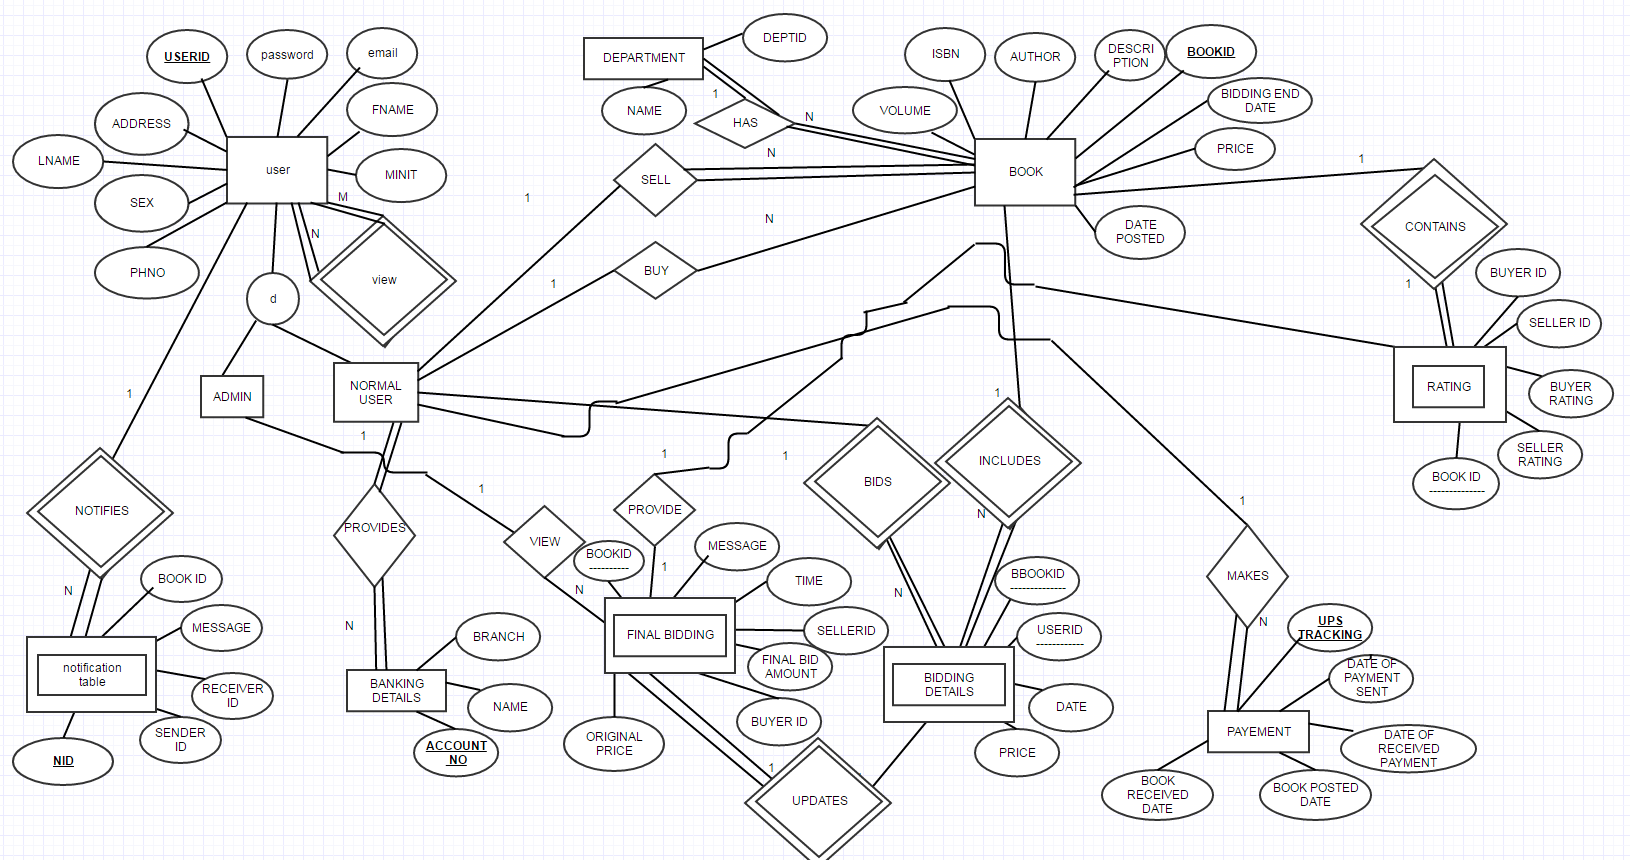 USERID
password
email
DEPTID
DEPARTMENT
ISBN
AUTHOR
DESCRI
PTION
BOOKID
ADDRESS
FNAME
NAME
1
HAS
N
VOLUME
BIDDING END
DATE
LNAME
user
MINIT
N
SELL
BOOK
PRICE
1
SEX
M
1
N
CONTAINS
N
DATE
POSTED
PHNO
view
BUY
1
1
BUYER ID
d
SELLER ID
1
ADMIN
NORMAL
USER
1
RATING
BUYER
RATING
1
1
1
SELLER
RATING
INCLUDES
BOOK ID
--------------
1
BIDS
1
NOTIFIES
PROVIDES
VIEW
PROVIDE
N
BOOKID
----------
MESSAGE
1
N
BOOK ID
N
TIME
N
BBOOKID
--------------
MAKES
N
MESSAGE
N
BRANCH
FINAL BIDDING
SELLERID
USERID
------------
UPS
TRACKING
notification
table
BANKING
DETAILS
FINAL BID
AMOUNT
BIDDING
DETAILS
DATE OF
PAYMENT
SENT
RECEIVER
ID
NAME
BUYER ID
DATE
PAYEMENT
SENDER
ID
ACCOUNT
NO
ORIGINAL
PRICE
PRICE
DATE OF
RECEIVED
PAYMENT
NID
1
UPDATES
BOOK
RECEIVED
DATE
BOOK POSTED
DATE